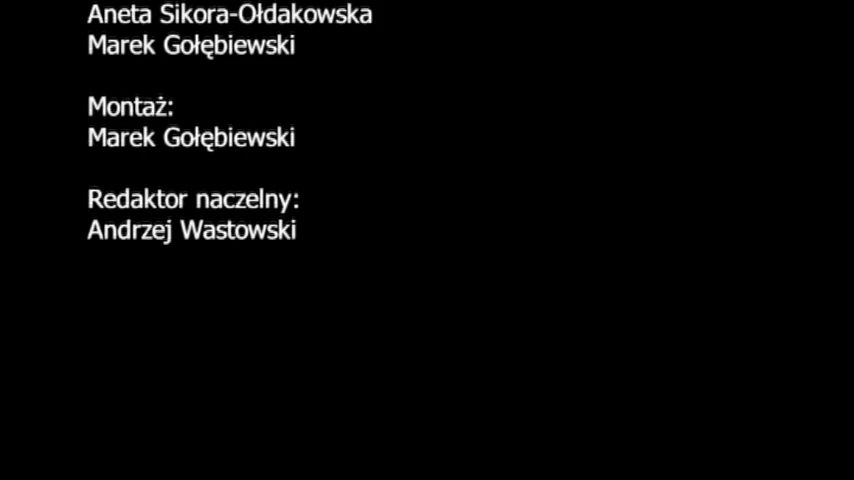 Aneta Sikora-Ołdakowska
Marek Gołębiewski
Montaż:
Marek Gołębiewski
Redaktor naczelny:
Andrzej Wastowski